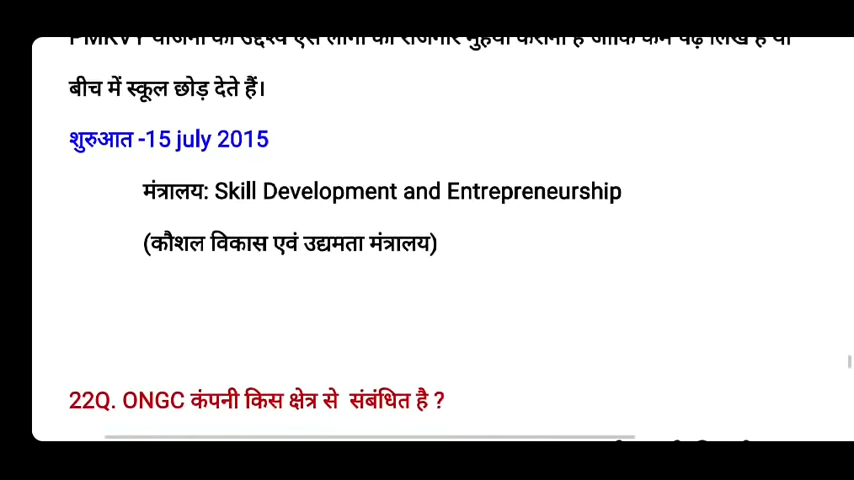 बीच में स्कूल छोड़ देते हैं।
शुरुआत -15 july 2015
मंत्रालय: Skill Development and Entrepreneurship
(कौशल विकास एवं उद्यमता मंत्रालय)
22Q. ONGC कंपनी किस क्षेत्र से संबंधित है ?